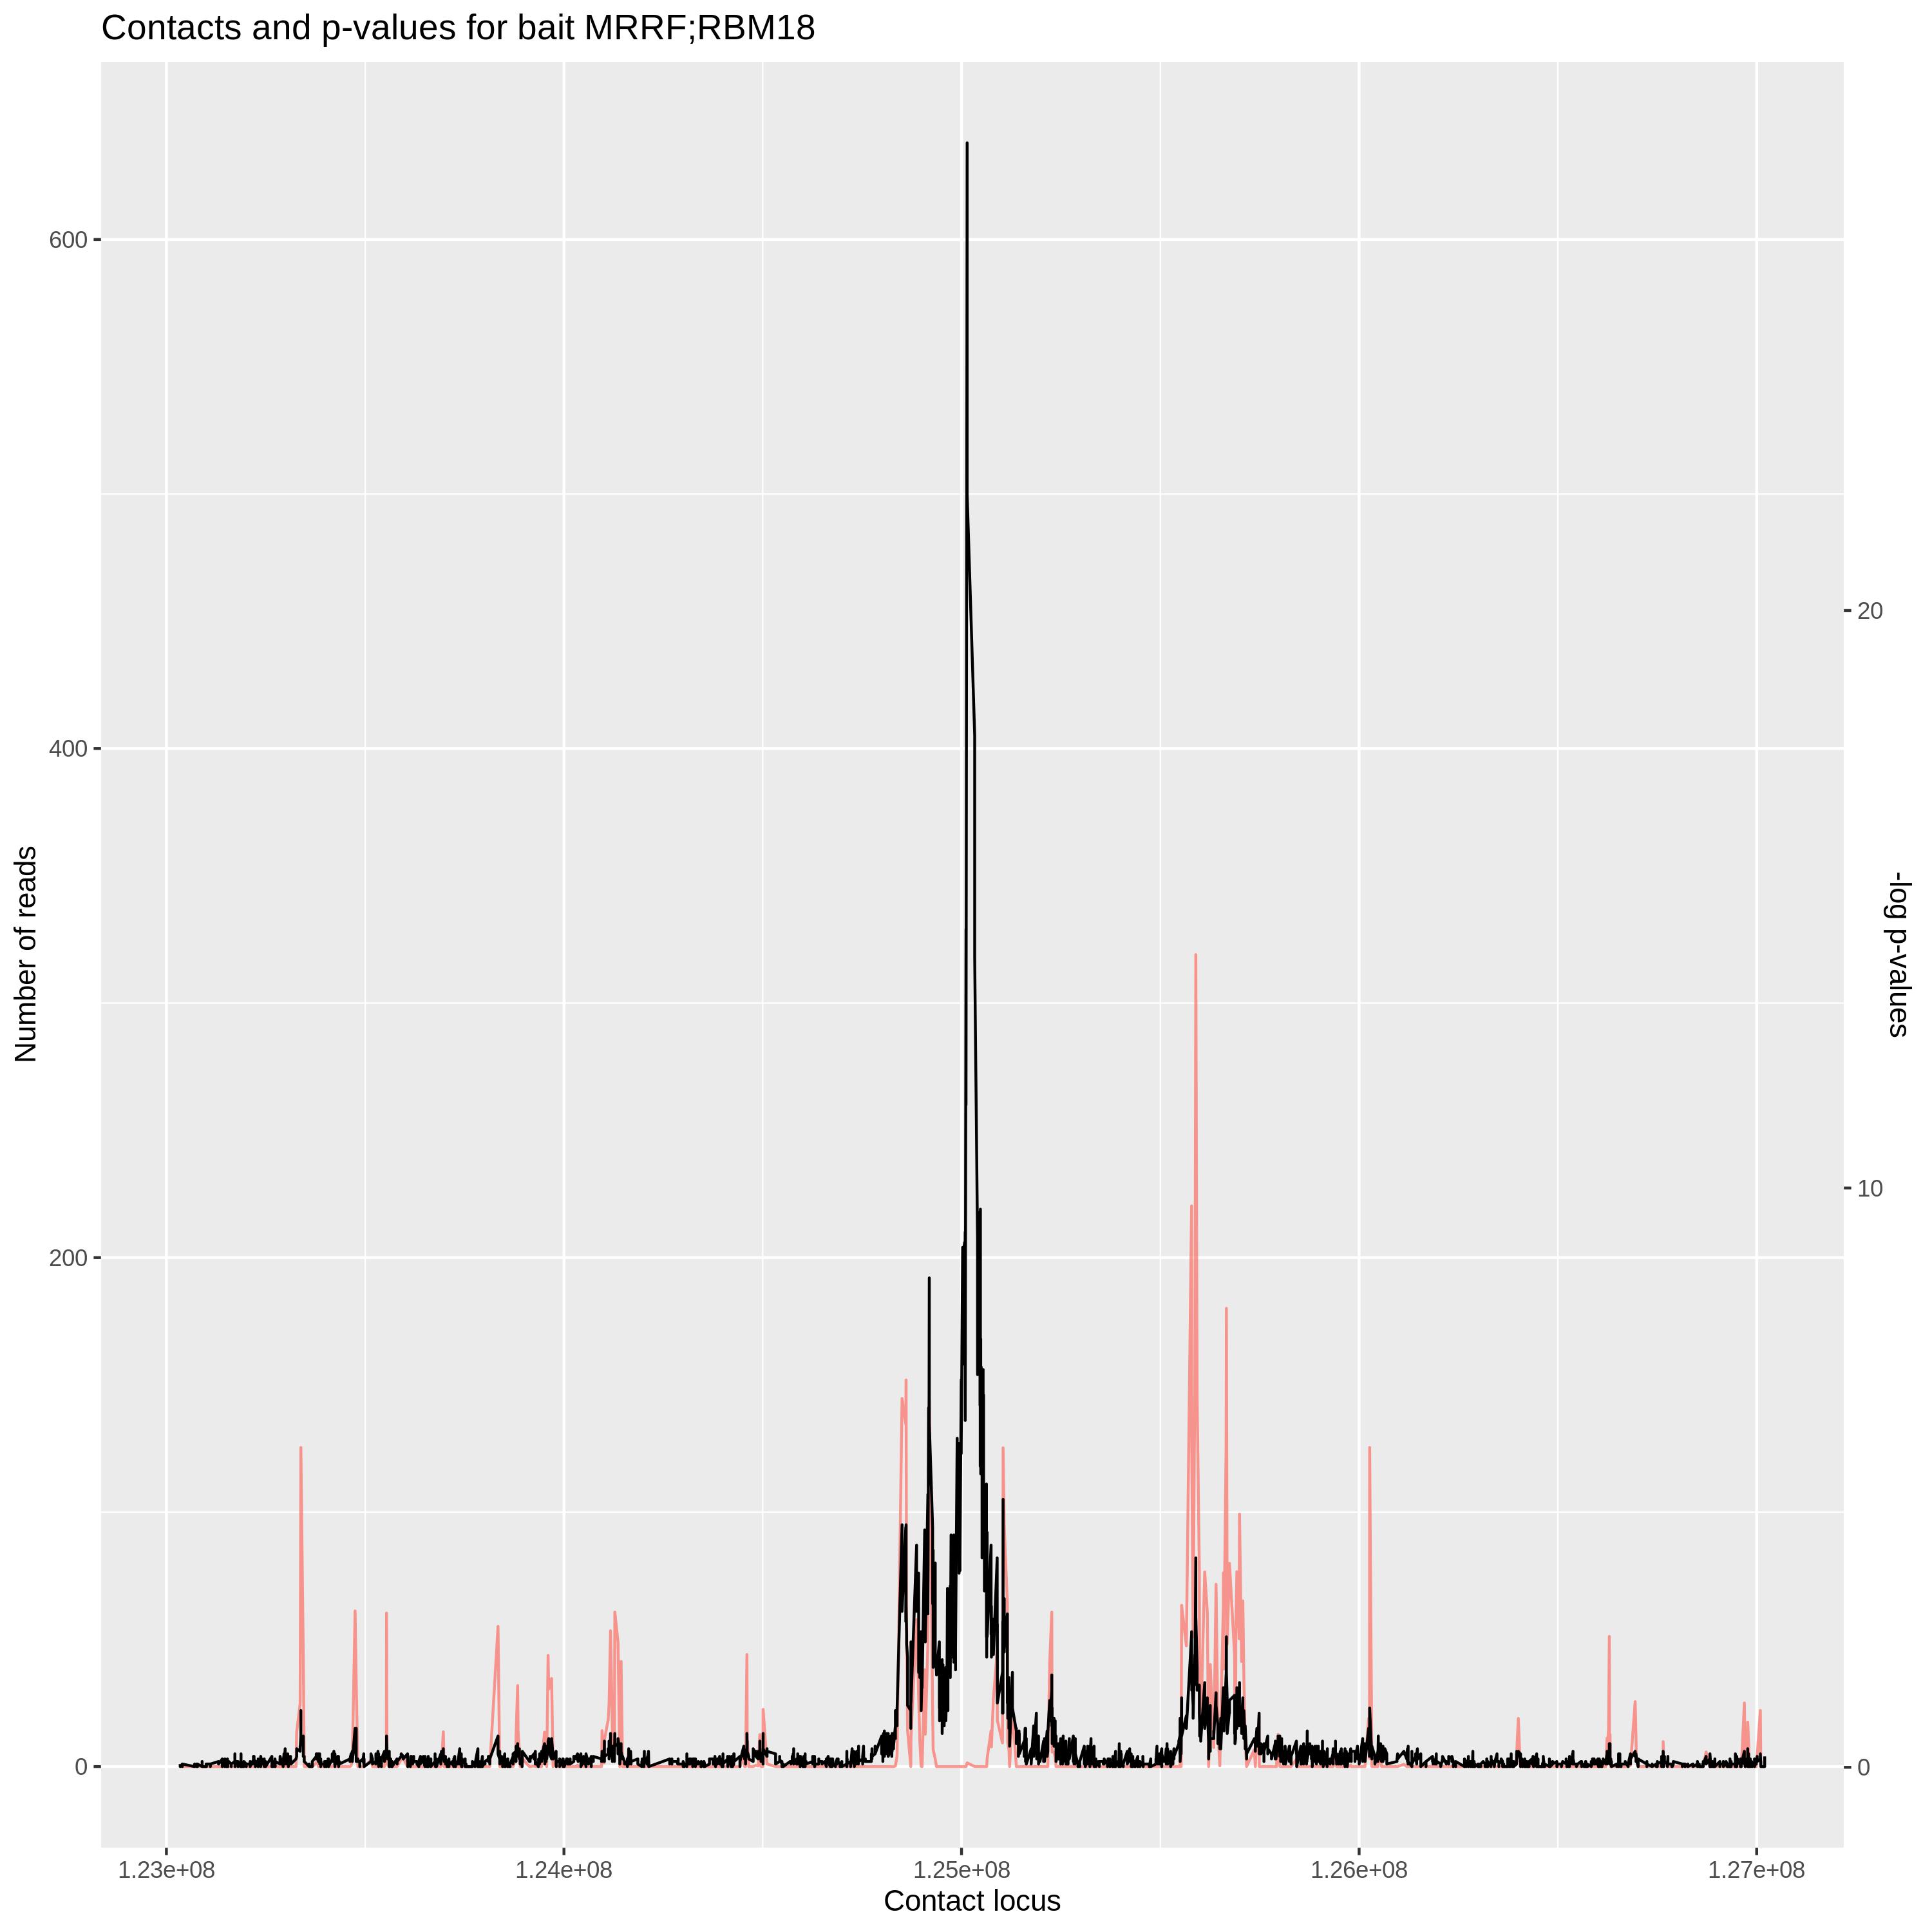 Contacts and p-values for bait MRRF;RBM18
600
400
200
0
Number of reads
20
10
0
-log p-values
1.23e+08
1.24e+08
1.25e+08
1.26e+08
1.27e+08
Contact locus